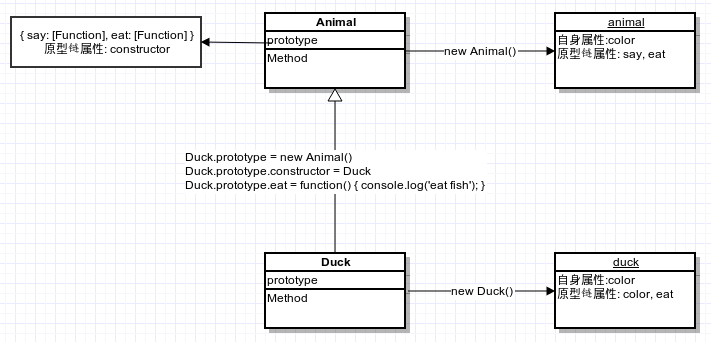 { say: [Function], eat: [Function] }
原型链属性: constructor
Animal
prototype
Method
new Animal()
animal
自身属性:color
原型链属性: say, eat
Duck.prototype = new Animal()
Duck.prototype.constructor = Duck
Duck.prototype.eat = function() { console.log('eat fish'); }
Duck
prototype
Method
new Duck()
duck
自身属性:color
原型链属性: color, eat